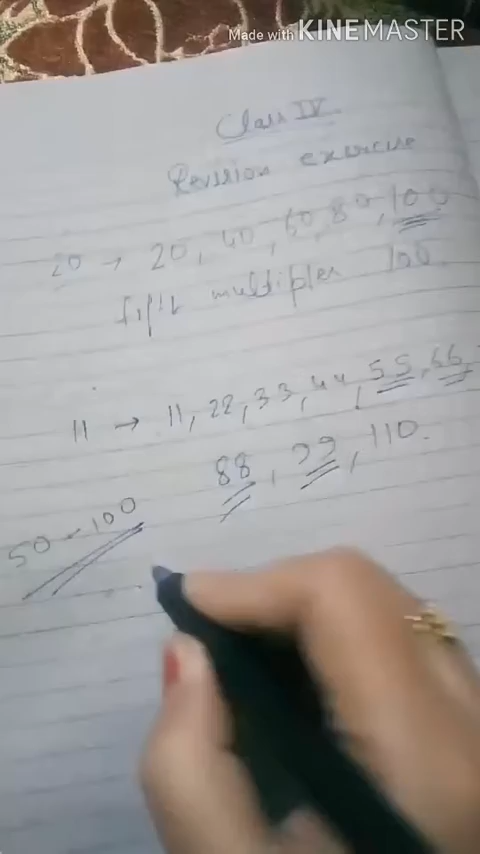 Made with KINEMASTER
Class IV
Revision exercise
20 → 20, 40, 60, 80, 100
fifth multiples 100.
11 → 11, 22, 33, 44, 55, 66,
88, 99, 110.
50 - 100